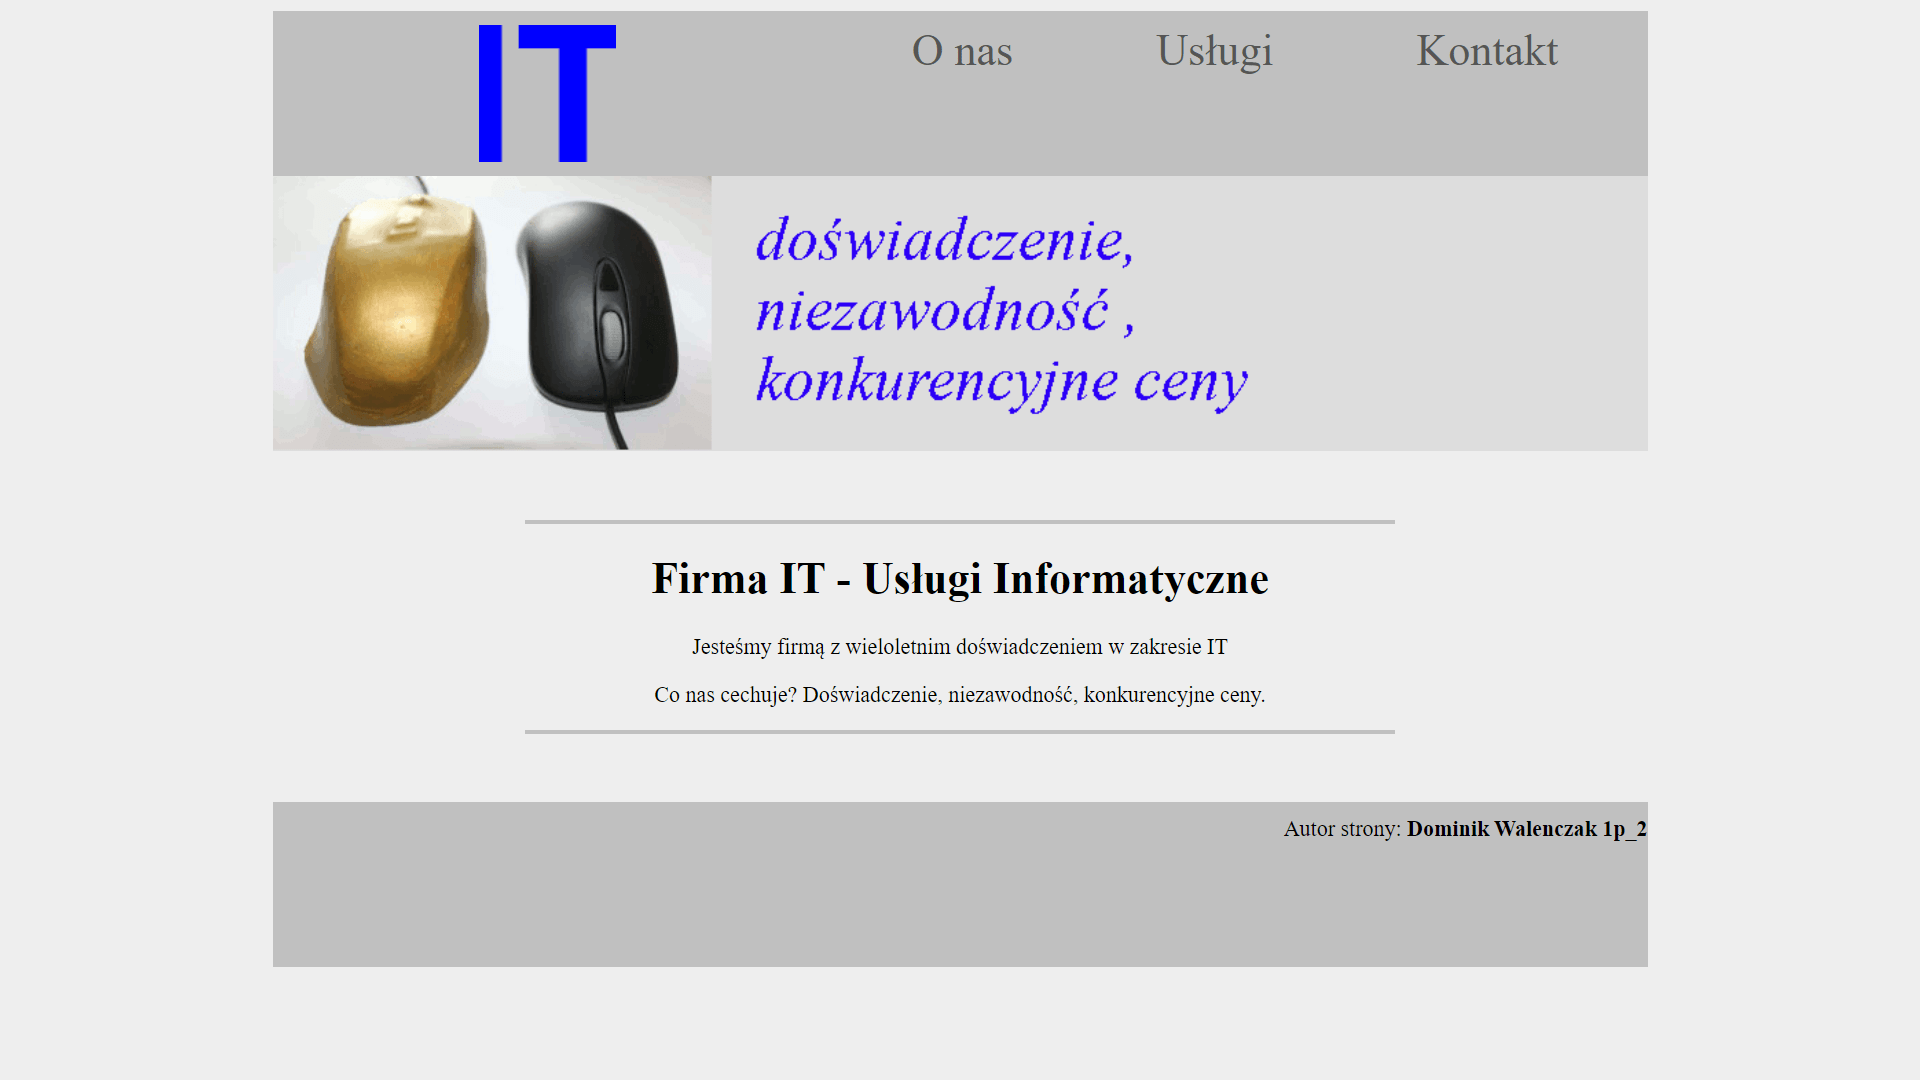 IT
O nas Usługi Kontakt
doświadczenie,
niezawodność ,
konkurencyjne ceny
Firma IT - Usługi Informatyczne
Jesteśmy firmą z wieloletnim doświadczeniem w zakresie IT
Co nas cechuje? Doświadczenie, niezawodność, konkurencyjne ceny.
Autor strony: Dominik Walenczak 1p_2